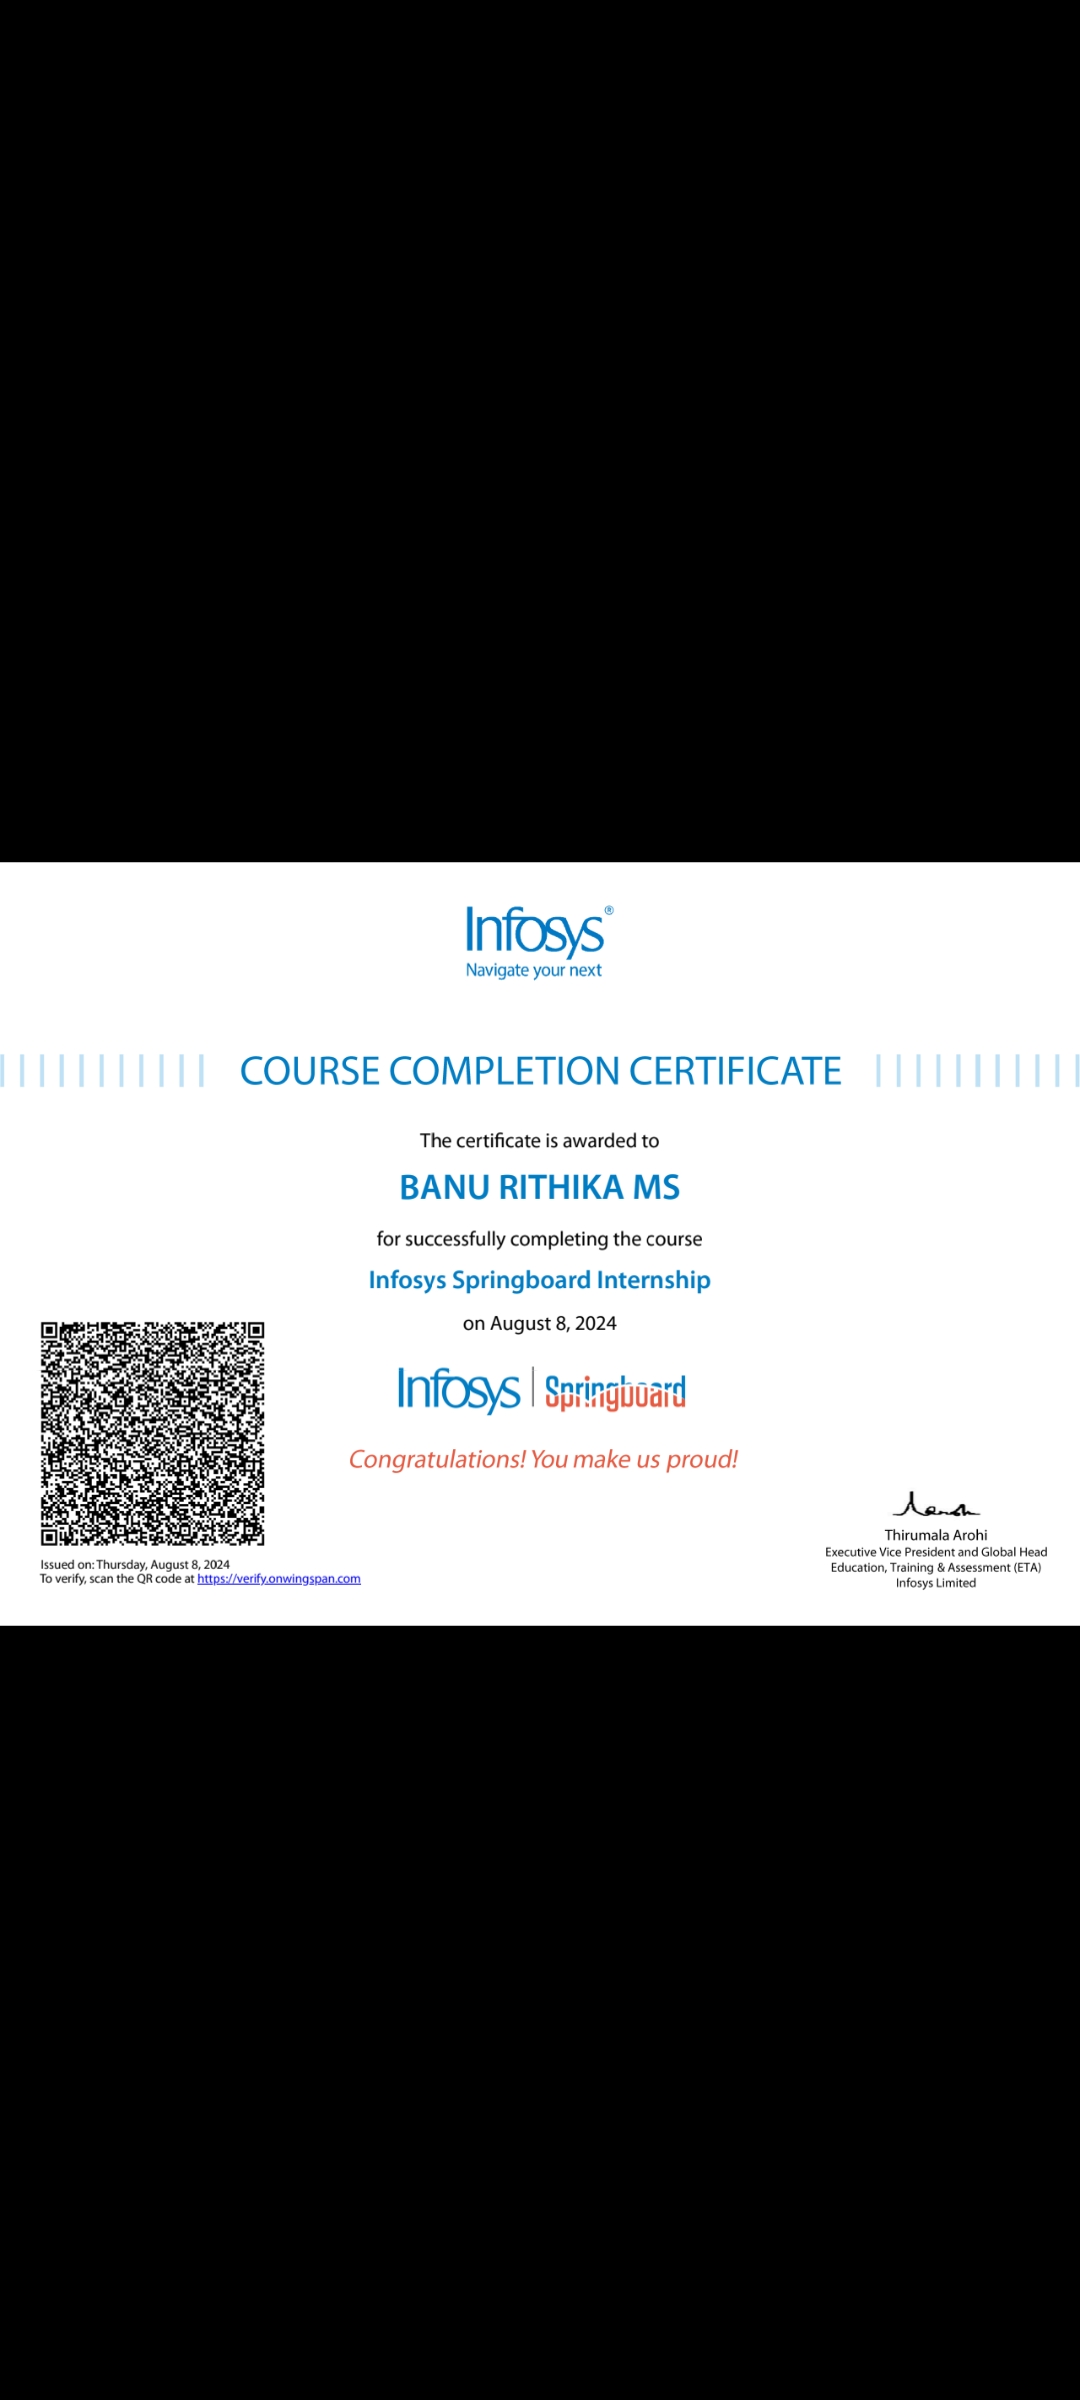 Infosys®
Navigate your next
COURSE COMPLETION CERTIFICATE
The certificate is awarded to
BANU RITHIKA MS
for successfully completing the course
Infosys Springboard Internship
on August 8, 2024
Infosys | Springboard
Congratulations! You make us proud!
Issued on: Thursday, August 8, 2024
To verify, scan the QR code at https://verify.onwingspan.com
Thirumala Arohi
Executive Vice President and Global Head
Education, Training & Assessment (ETA)
Infosys Limited